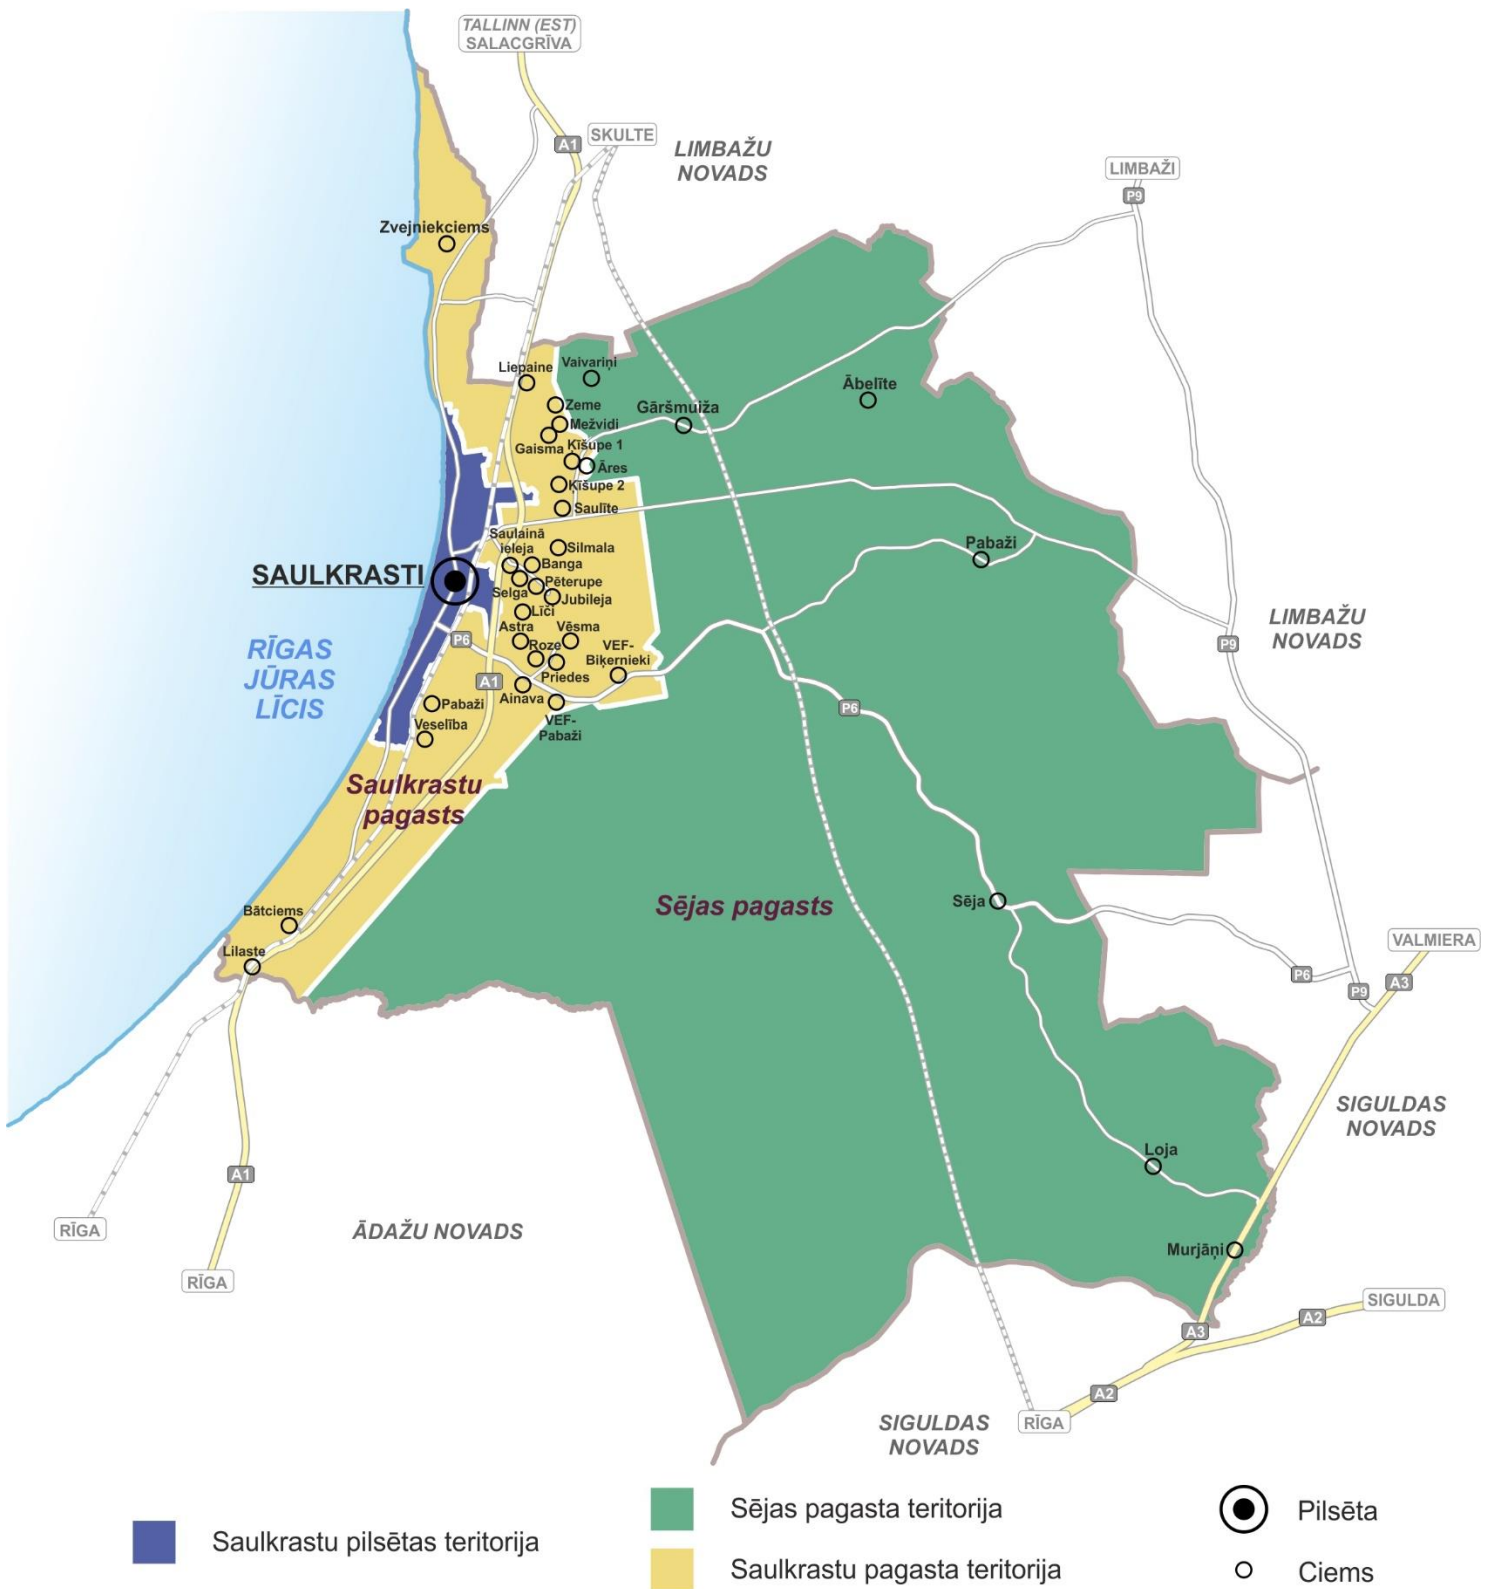 TALLINN (EST)
SALACGRĪVA
A1
SKULTE
LIMBAŽU
NOVADS
LIMBAŽI
P9
Zvejniekciems
Liepaine
Vaivariņi
Ābelīte
Zeme
Gāršmuiža
Mežvidi
Gaisma
Ķīšupe 1
Āres
Ķīšupe 2
Saulīte
Saulainā
ieleja
Silmala
Pabaži
Banga
SAULKRASTI
Pēterupe
Selga
Jubileja
Līči
LIMBAŽU
NOVADS
Astra
Vēsma
P6
P9
Roze
VEF-
Biķernieki
RĪGAS
JŪRAS
LĪCIS
Priedes
A1
Ainava
Pabaži
P6
VEF-
Pabaži
Veselība
Saulkrastu
pagasts
Sējas pagasts
Sēja
Bātciems
Lilaste
VALMIERA
P6
P9
A3
SIGULDAS
NOVADS
Loja
A1
RĪGA
ĀDAŽU NOVADS
Murjāņi
RĪGA
SIGULDA
A2
A3
A2
SIGULDAS
NOVADS
RĪGA
Saulkrastu pilsētas teritorija
Sējas pagasta teritorija
Saulkrastu pagasta teritorija
Pilsēta
Ciems